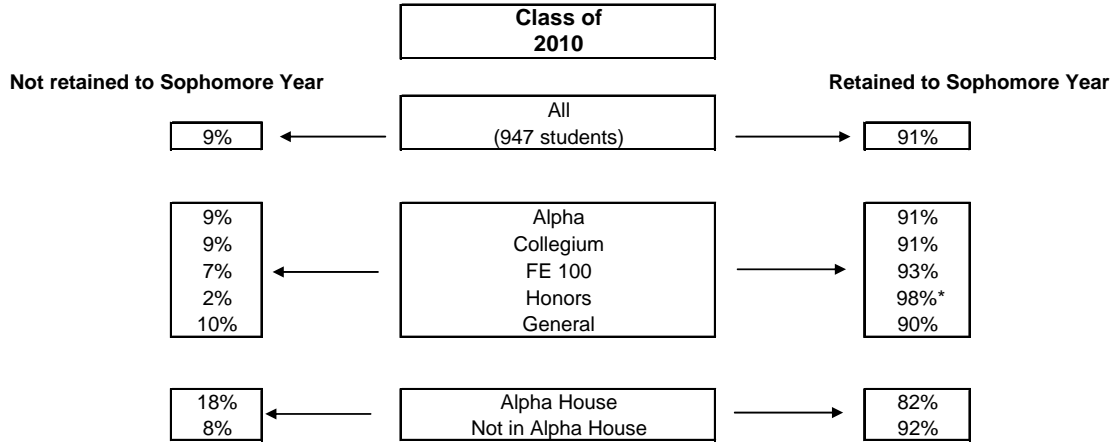 Class of
2010
Not retained to Sophomore Year
Retained to Sophomore Year
All
9% (947 students) 91%
9% Alpha 91%
9% Collegium 91%
7% FE 100 93%
2% Honors 98%*
10% General 90%
18% Alpha House 82%
8% Not in Alpha House 92%